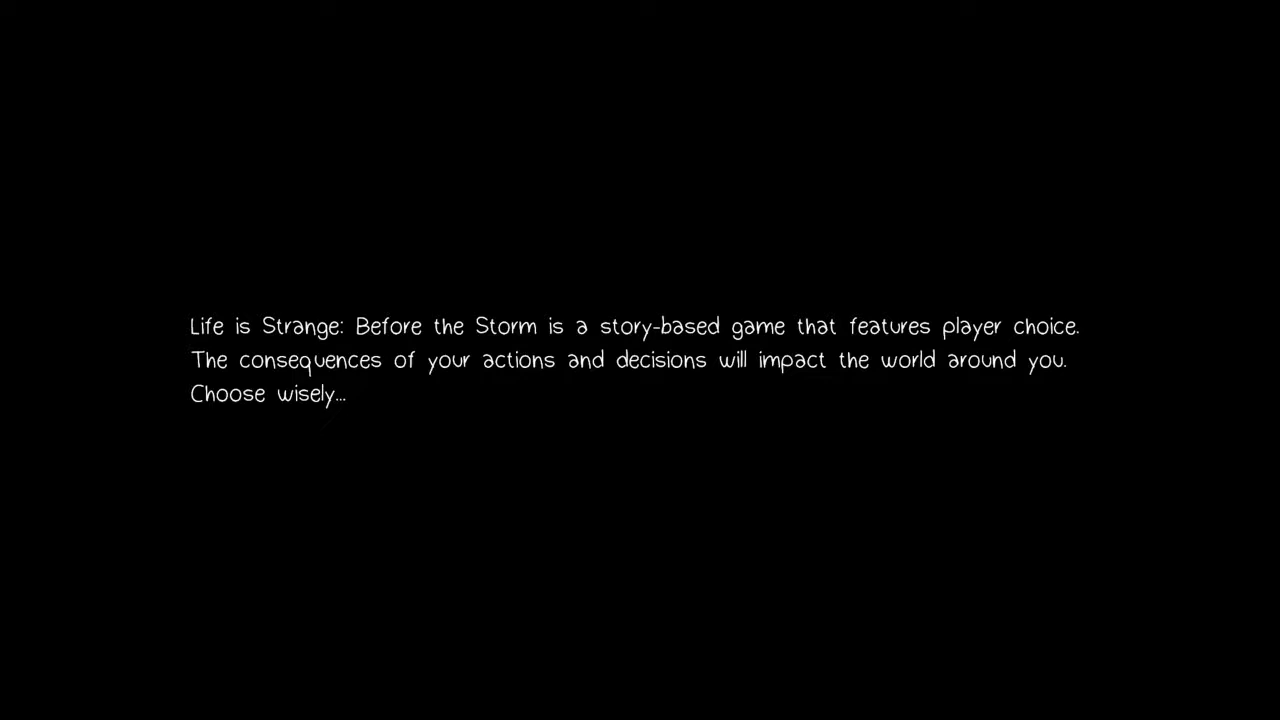 Life is Strange: Before the Storm is a story-based game that features player choice.
The consequences of your actions and decisions will impact the world around you.
Choose wisely...